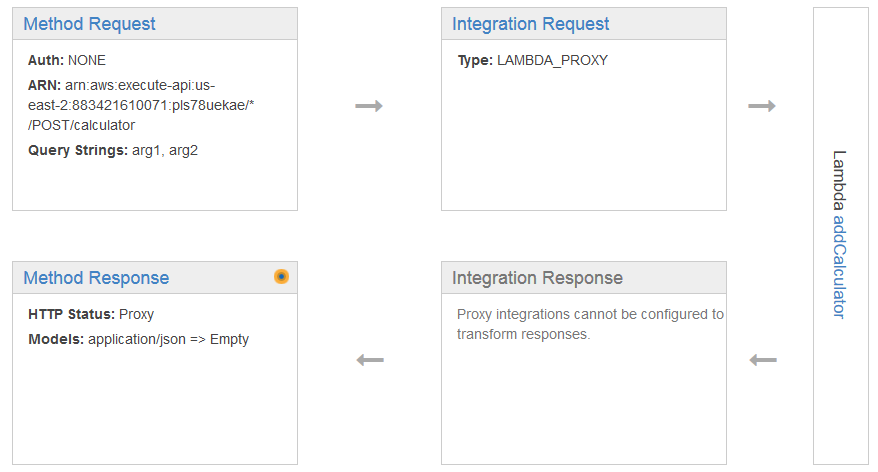 Method Request
Auth: NONE
ARN: arn:aws:execute-api:us-
east-2:883421610071:pls78uekae/*
/POST/calculator
Query Strings: arg1, arg2
Integration Request
Type: LAMBDA_PROXY
Lambda addCalculator
Method Response
HTTP Status: Proxy
Models: application/json => Empty
Integration Response
Proxy integrations cannot be configured to
transform responses.